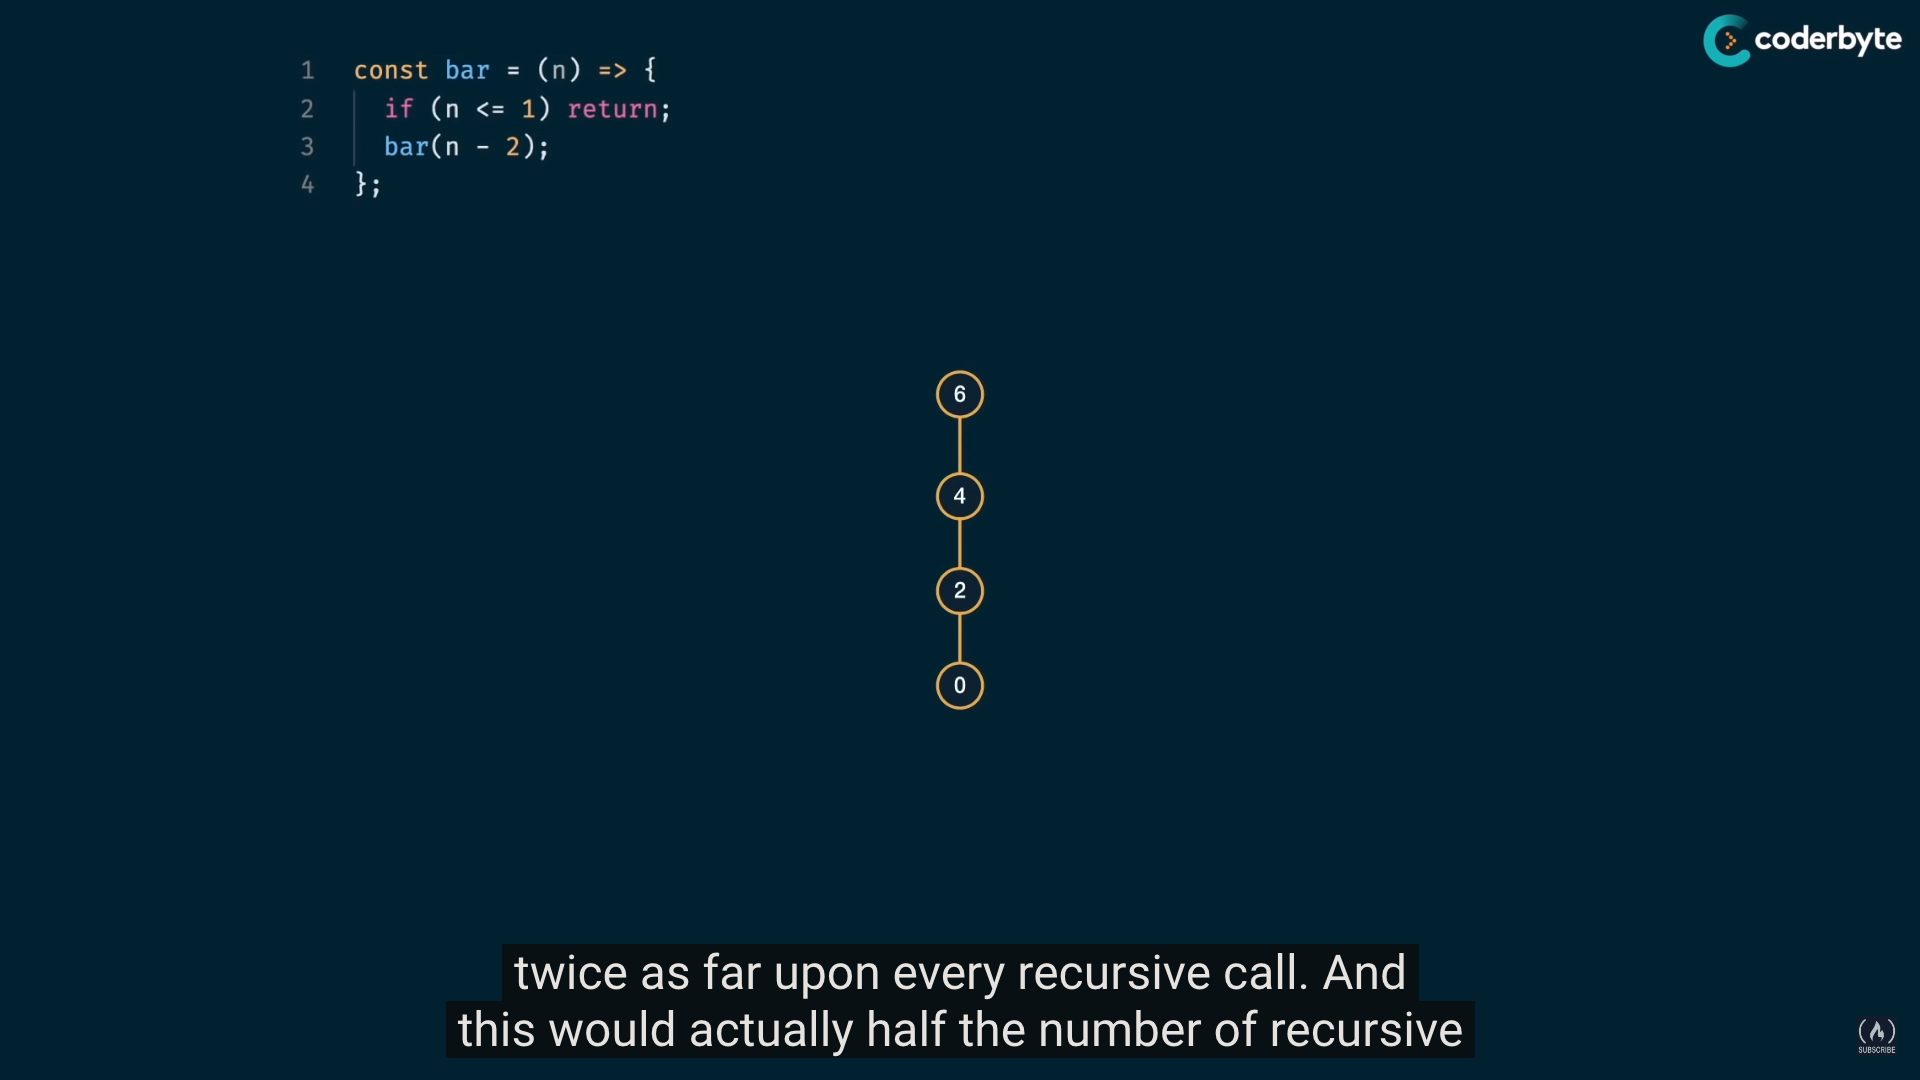 coderbyte
1 const bar = (n) => {
2 if (n <= 1) return;
3 bar(n - 2);
4 };
6
4
2
0
twice as far upon every recursive call. And
this would actually half the number of recursive
SUBSCRIBE